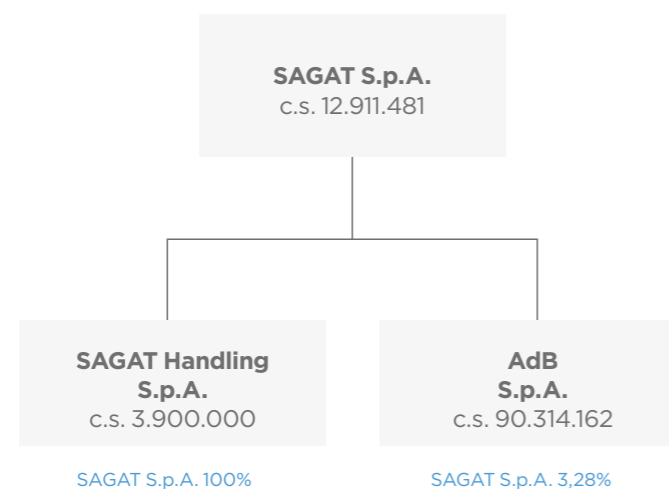 SAGAT S.p.A.
c.s. 12.911.481
SAGAT Handling
S.p.A.
c.s. 3.900.000
SAGAT S.p.A. 100%
AdB
S.p.A.
c.s. 90.314.162
SAGAT S.p.A. 3,28%